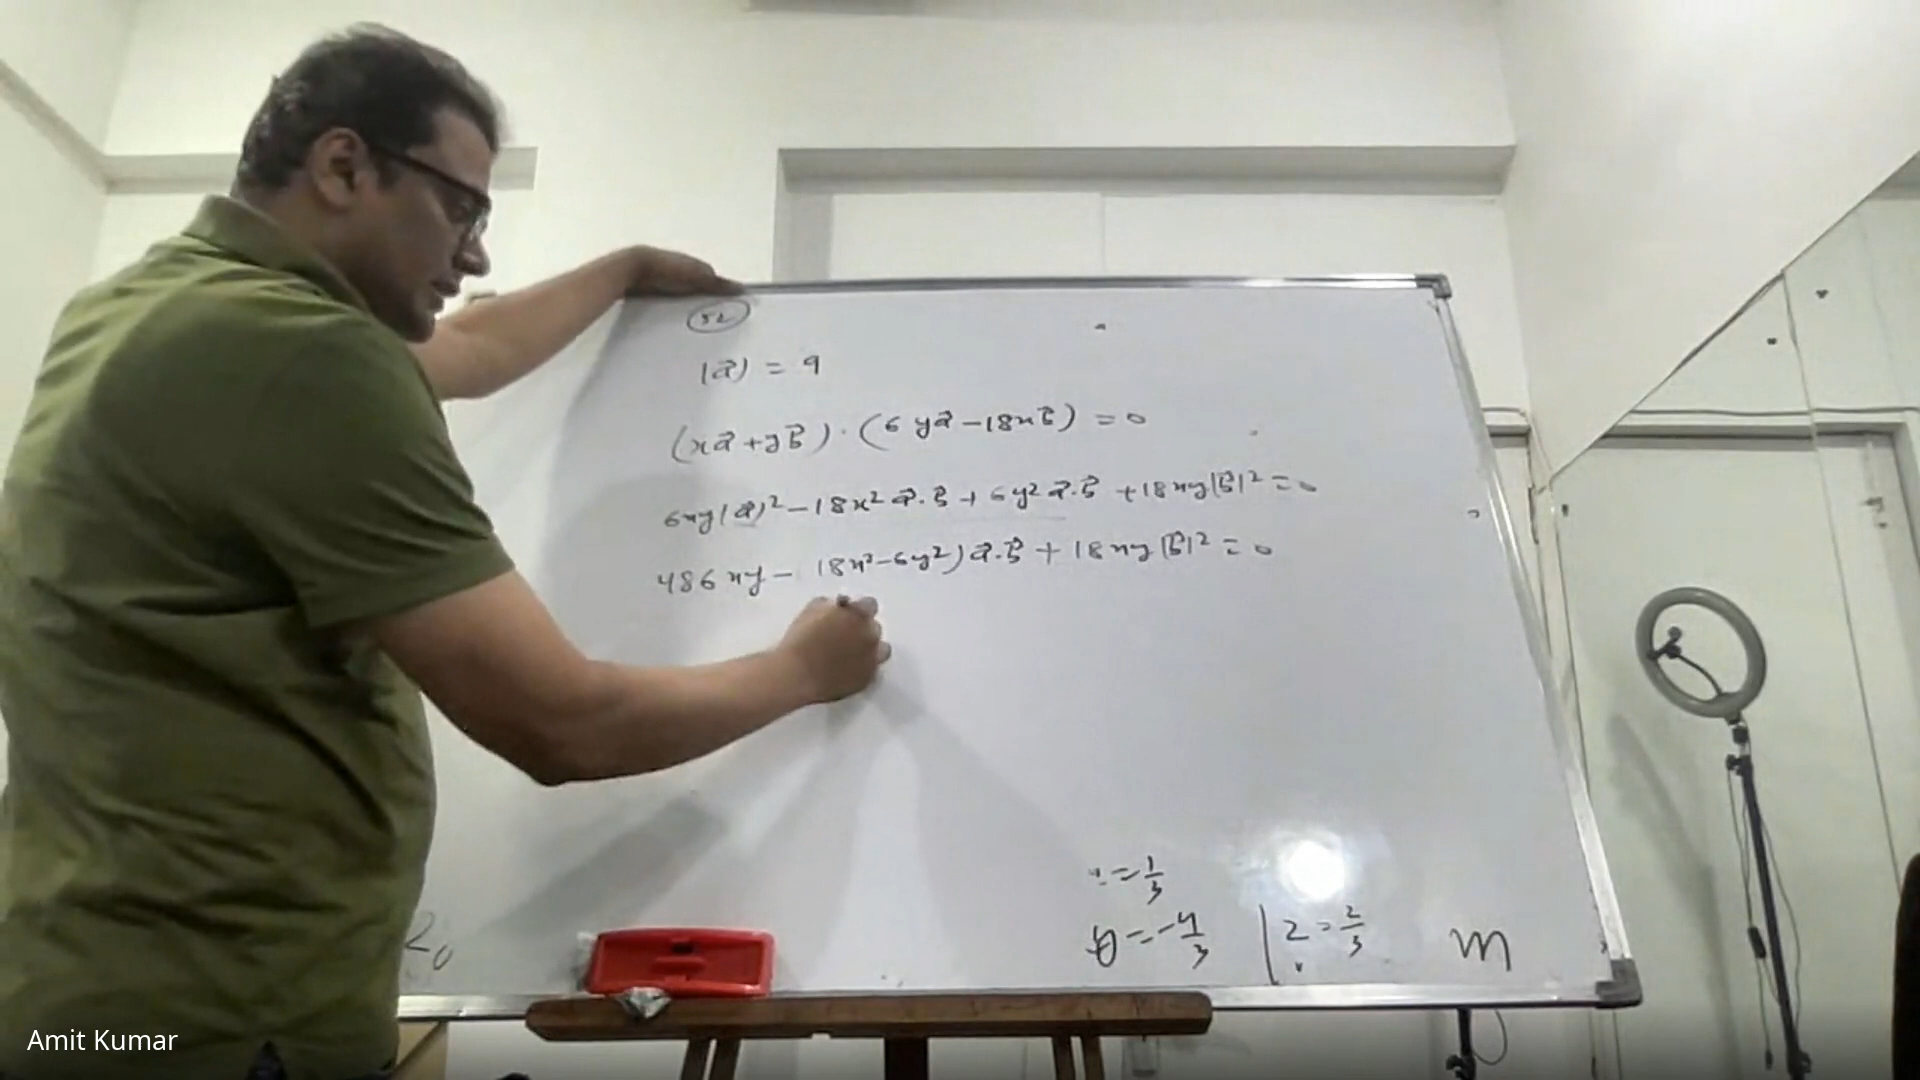 52
|a⃗| = 9
(xa⃗ + yb⃗) · (6ya⃗ – 18xb⃗) = 0
6xy|a⃗|² – 18x² a⃗·b⃗ + 6y² a⃗·b⃗ + 18xy|b⃗|² = 0
486xy – 18x² – 6y²) a⃗·b⃗ + 18xy|b⃗|² = 0
= 1/3
y = –4/3 | z = 2/3 m
20
Amit Kumar